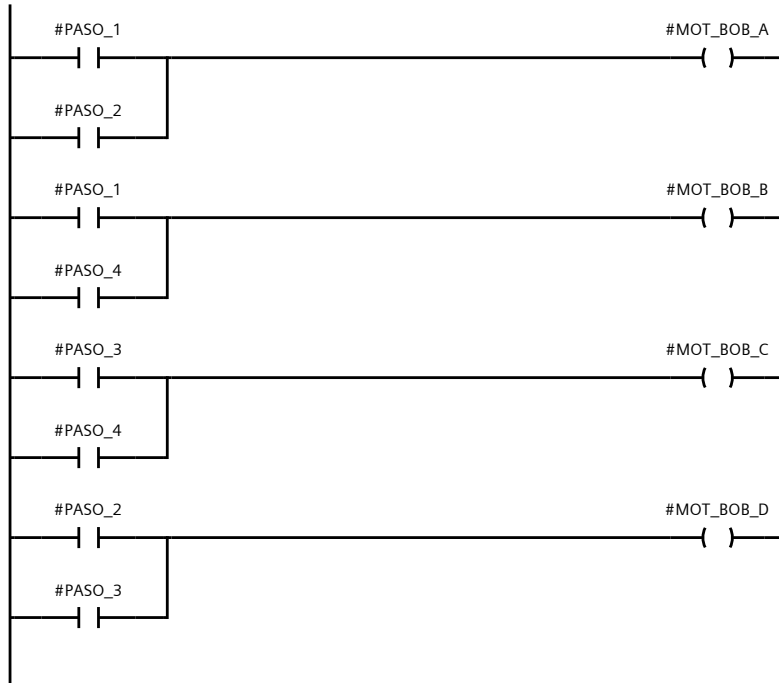 #PASO_1 #MOT_BOB_A
#PASO_2
#PASO_1 #MOT_BOB_B
#PASO_4
#PASO_3 #MOT_BOB_C
#PASO_4
#PASO_2 #MOT_BOB_D
#PASO_3